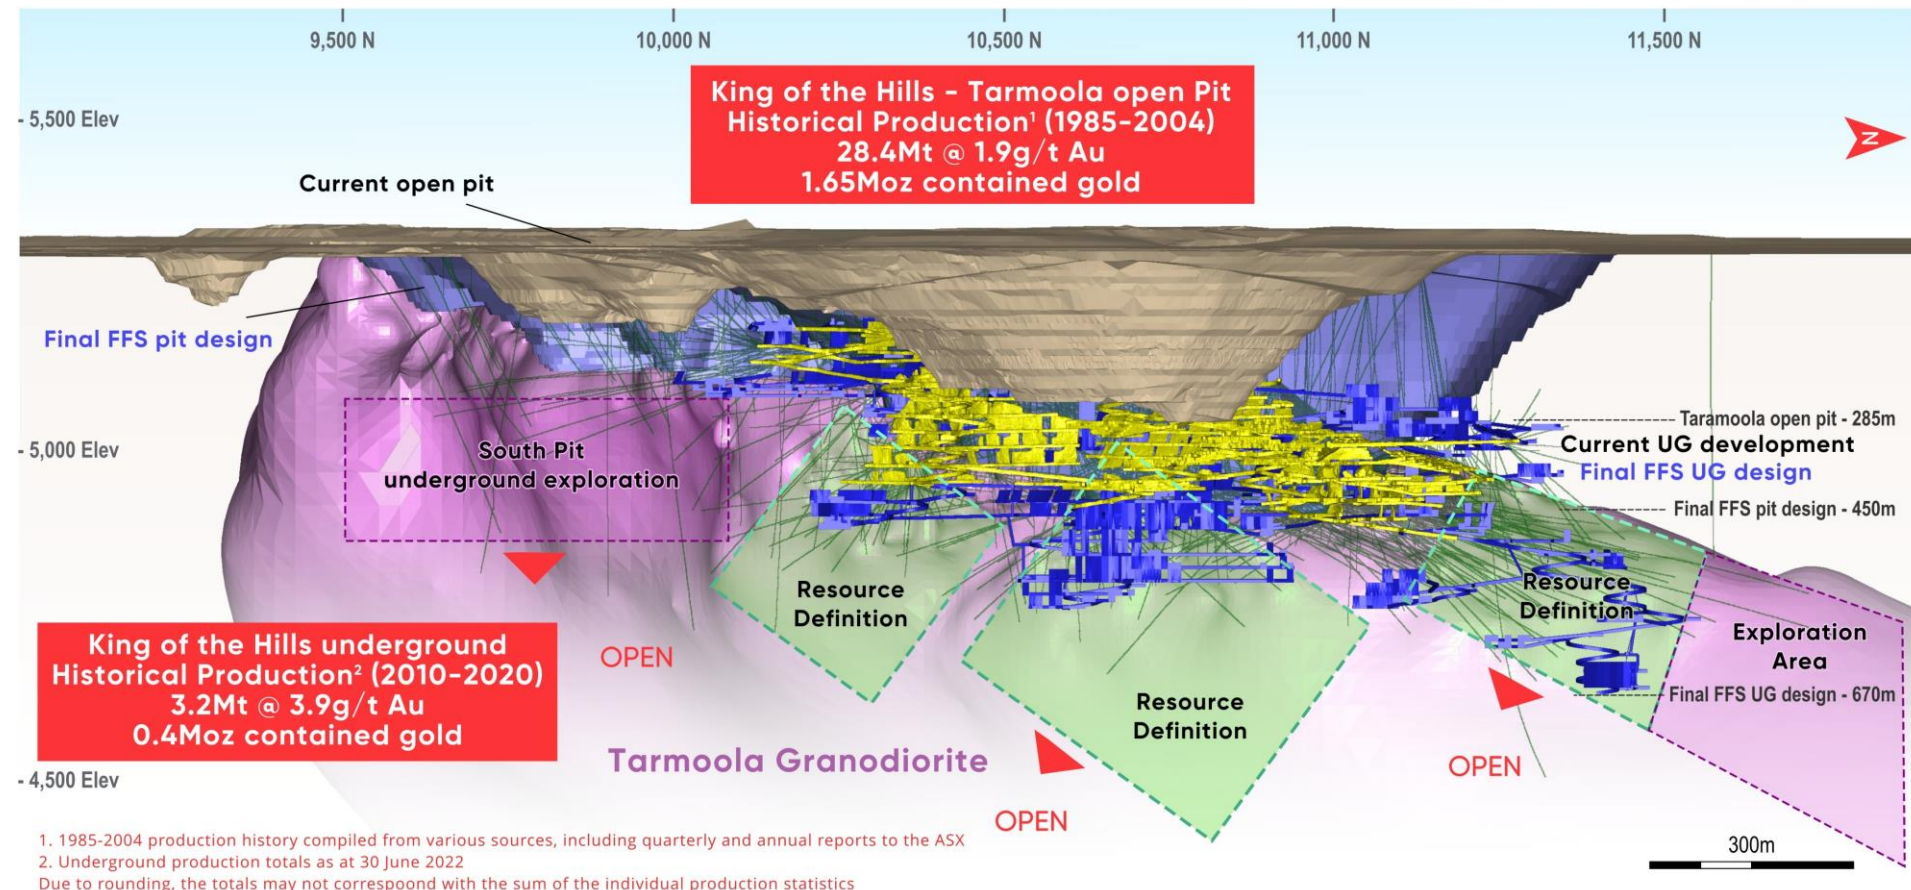 9,500 N
10,000 N
10,500 N
11,000 N
11,500 N
King of the Hills - Tarmoola open Pit
Historical Production¹ (1985-2004)
28.4Mt @ 1.9g/t Au
1.65Moz contained gold
- 5,500 Elev
N
Current open pit
Final FFS pit design
Taramoola open pit - 285m
Current UG development
Final FFS UG design
- 5,000 Elev
South Pit
underground exploration
Final FFS pit design - 450m
Resource
Definition
Resource
Definition
Exploration
Area
King of the Hills underground
Historical Production² (2010-2020)
3.2Mt @ 3.9g/t Au
0.4Moz contained gold
OPEN
Final FFS UG design - 670m
Resource
Definition
Tarmoola Granodiorite
OPEN
- 4,500 Elev
OPEN
300m
1. 1985-2004 production history compiled from various sources, including quarterly and annual reports to the ASX
2. Underground production totals as at 30 June 2022
Due to rounding, the totals may not correspoond with the sum of the individual production statistics